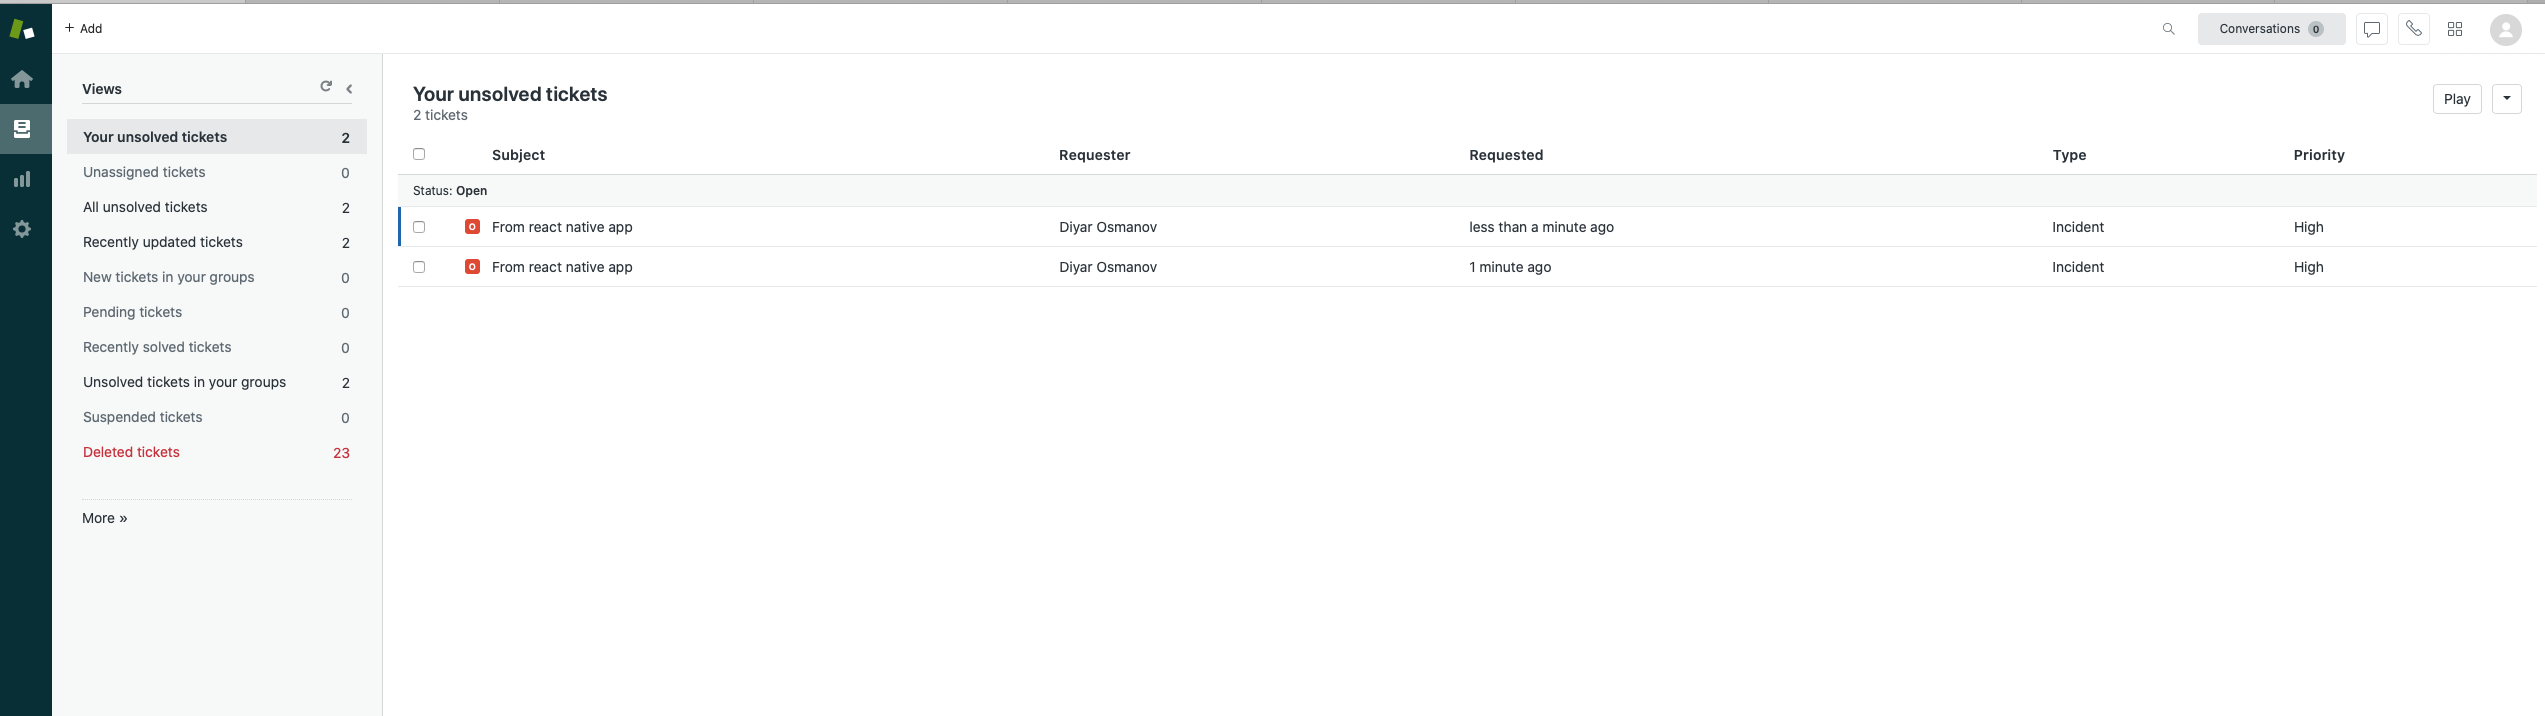 + Add
Conversations 0
Views
Your unsolved tickets 2
Unassigned tickets 0
All unsolved tickets 2
Recently updated tickets 2
New tickets in your groups 0
Pending tickets 0
Recently solved tickets 0
Unsolved tickets in your groups 2
Suspended tickets 0
Deleted tickets 23
More »
Your unsolved tickets
2 tickets
Play
Subject Requester Requested Type Priority
Status: Open
O From react native app Diyar Osmanov less than a minute ago Incident High
O From react native app Diyar Osmanov 1 minute ago Incident High